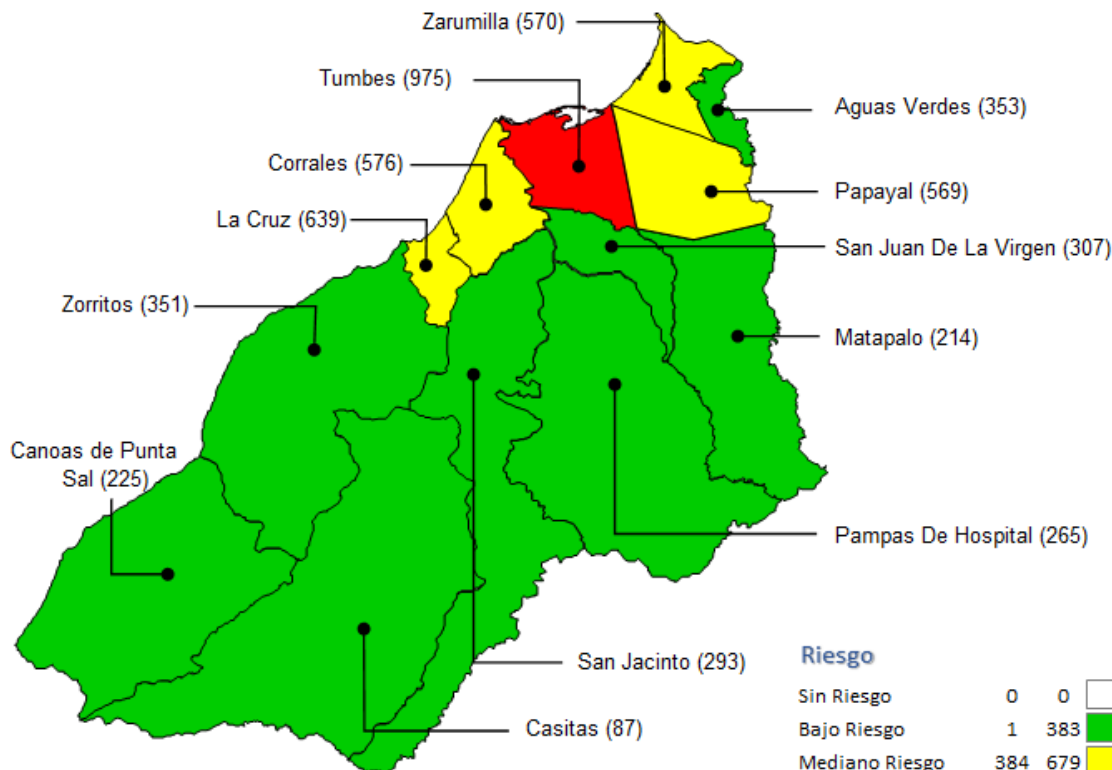 Zarumilla (570)
Tumbes (975)
Aguas Verdes (353)
Corrales (576)
Papayal (569)
La Cruz (639)
San Juan De La Virgen (307)
Zorritos (351)
Matapalo (214)
Canoas de Punta
Sal (225)
Pampas De Hospital (265)
San Jacinto (293)
Casitas (87)
Riesgo
Sin Riesgo 0 0
Bajo Riesgo 1 383
Mediano Riesgo 384 679